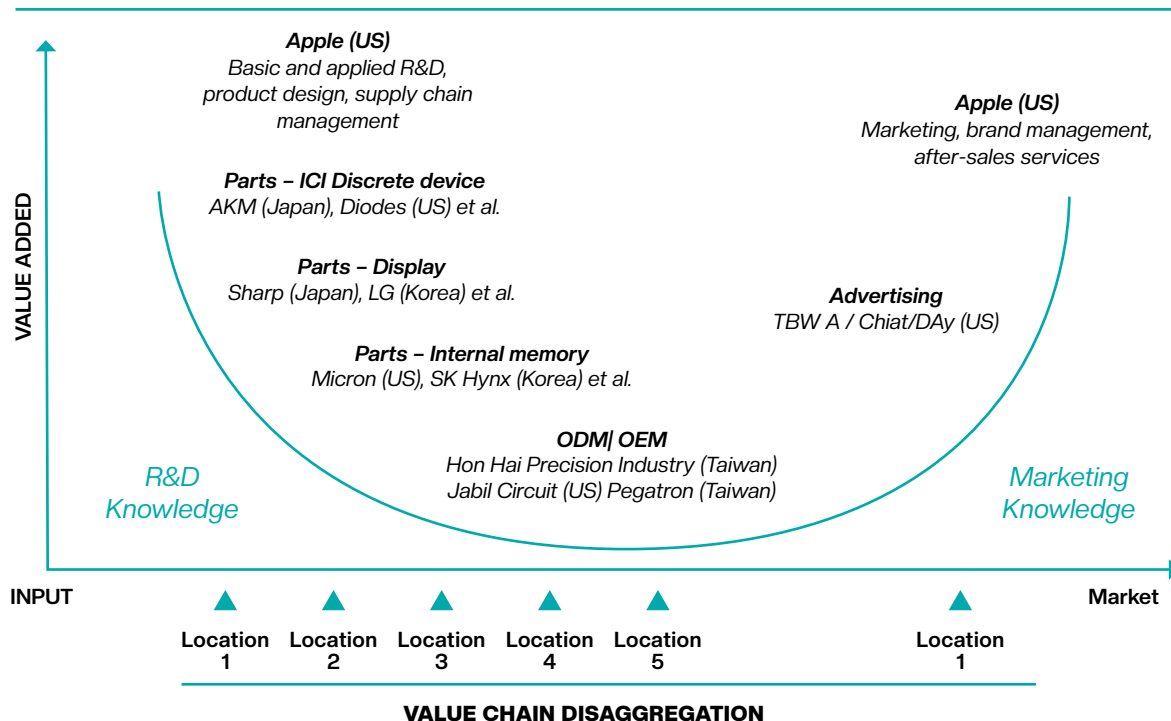 Apple (US)
Basic and applied R&D,
product design, supply chain
management
Apple (US)
Marketing, brand management,
after-sales services
Parts – ICI Discrete device
AKM (Japan), Diodes (US) et al.
Parts – Display
Sharp (Japan), LG (Korea) et al.
Advertising
TBW A / Chiat/DAy (US)
Parts – Internal memory
Micron (US), SK Hynx (Korea) et al.
ODM| OEM
Hon Hai Precision Industry (Taiwan)
Jabil Circuit (US) Pegatron (Taiwan)
R&D
Knowledge
Marketing
Knowledge
VALUE ADDED
INPUT
Market
Location
1
Location
2
Location
3
Location
4
Location
5
Location
1
VALUE CHAIN DISAGGREGATION